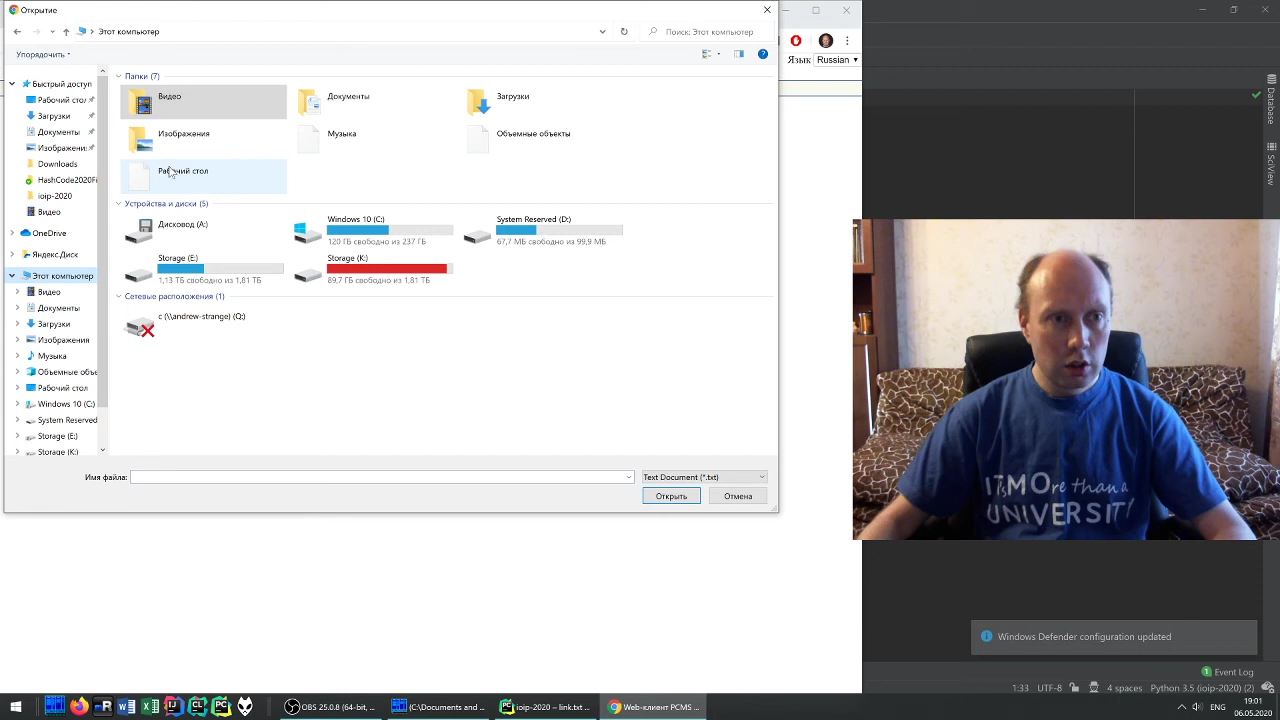 Открытие
Этот компьютер
Поиск: Этот компьютер
Упорядочить
Язык
Russian
Database
SciView
Быстрый доступ
Рабочий стол
Загрузки
Документы
Изображения
Downloads
ioip-2020
Видео
OneDrive
Яндекс.Диск
Этот компьютер
Видео
Документы
Загрузки
Изображения
Музыка
Рабочий стол
Windows 10 (C:)
System Reserved
Storage (E:)
Storage (K:)
Папки (7)
Видео
Документы
Загрузки
Изображения
Музыка
Объемные объекты
Рабочий стол
Устройства и диски (5)
Дисковод (A:)
Windows 10 (C:)
120 ГБ свободно из 237 ГБ
System Reserved (D:)
67,7 МБ свободно из 99,9 МБ
Storage (E:)
1,13 ТБ свободно из 1,81 ТБ
Storage (K:)
89,7 ГБ свободно из 1,81 ТБ
Сетевые расположения (1)
c (\\andrew-strange) (Q:)
Имя файла:
Text Document (*.txt)
Открыть
Отмена
IT'sMOre than a
UNIVERSITY
Windows Defender configuration updated
1 Event Log
1:33 UTF-8 4 spaces Python 3.5 (ioip-2020) (2)
OBS 25.0.8 (64-bit, ...
(C:\Documents and ...
ioip-2020 – link.txt ...
Web-клиент PCMS ...
ENG
19:01
06.05.2020